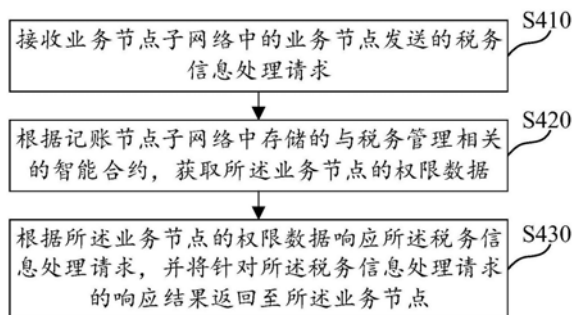 S410
接收业务节点子网络中的业务节点发送的税务
信息处理请求
S420
根据记账节点子网络中存储的与税务管理相关
的智能合约，获取所述业务节点的权限数据
S430
根据所述业务节点的权限数据响应所述税务信
息处理请求，并将针对所述税务信息处理请求
的响应结果返回至所述业务节点